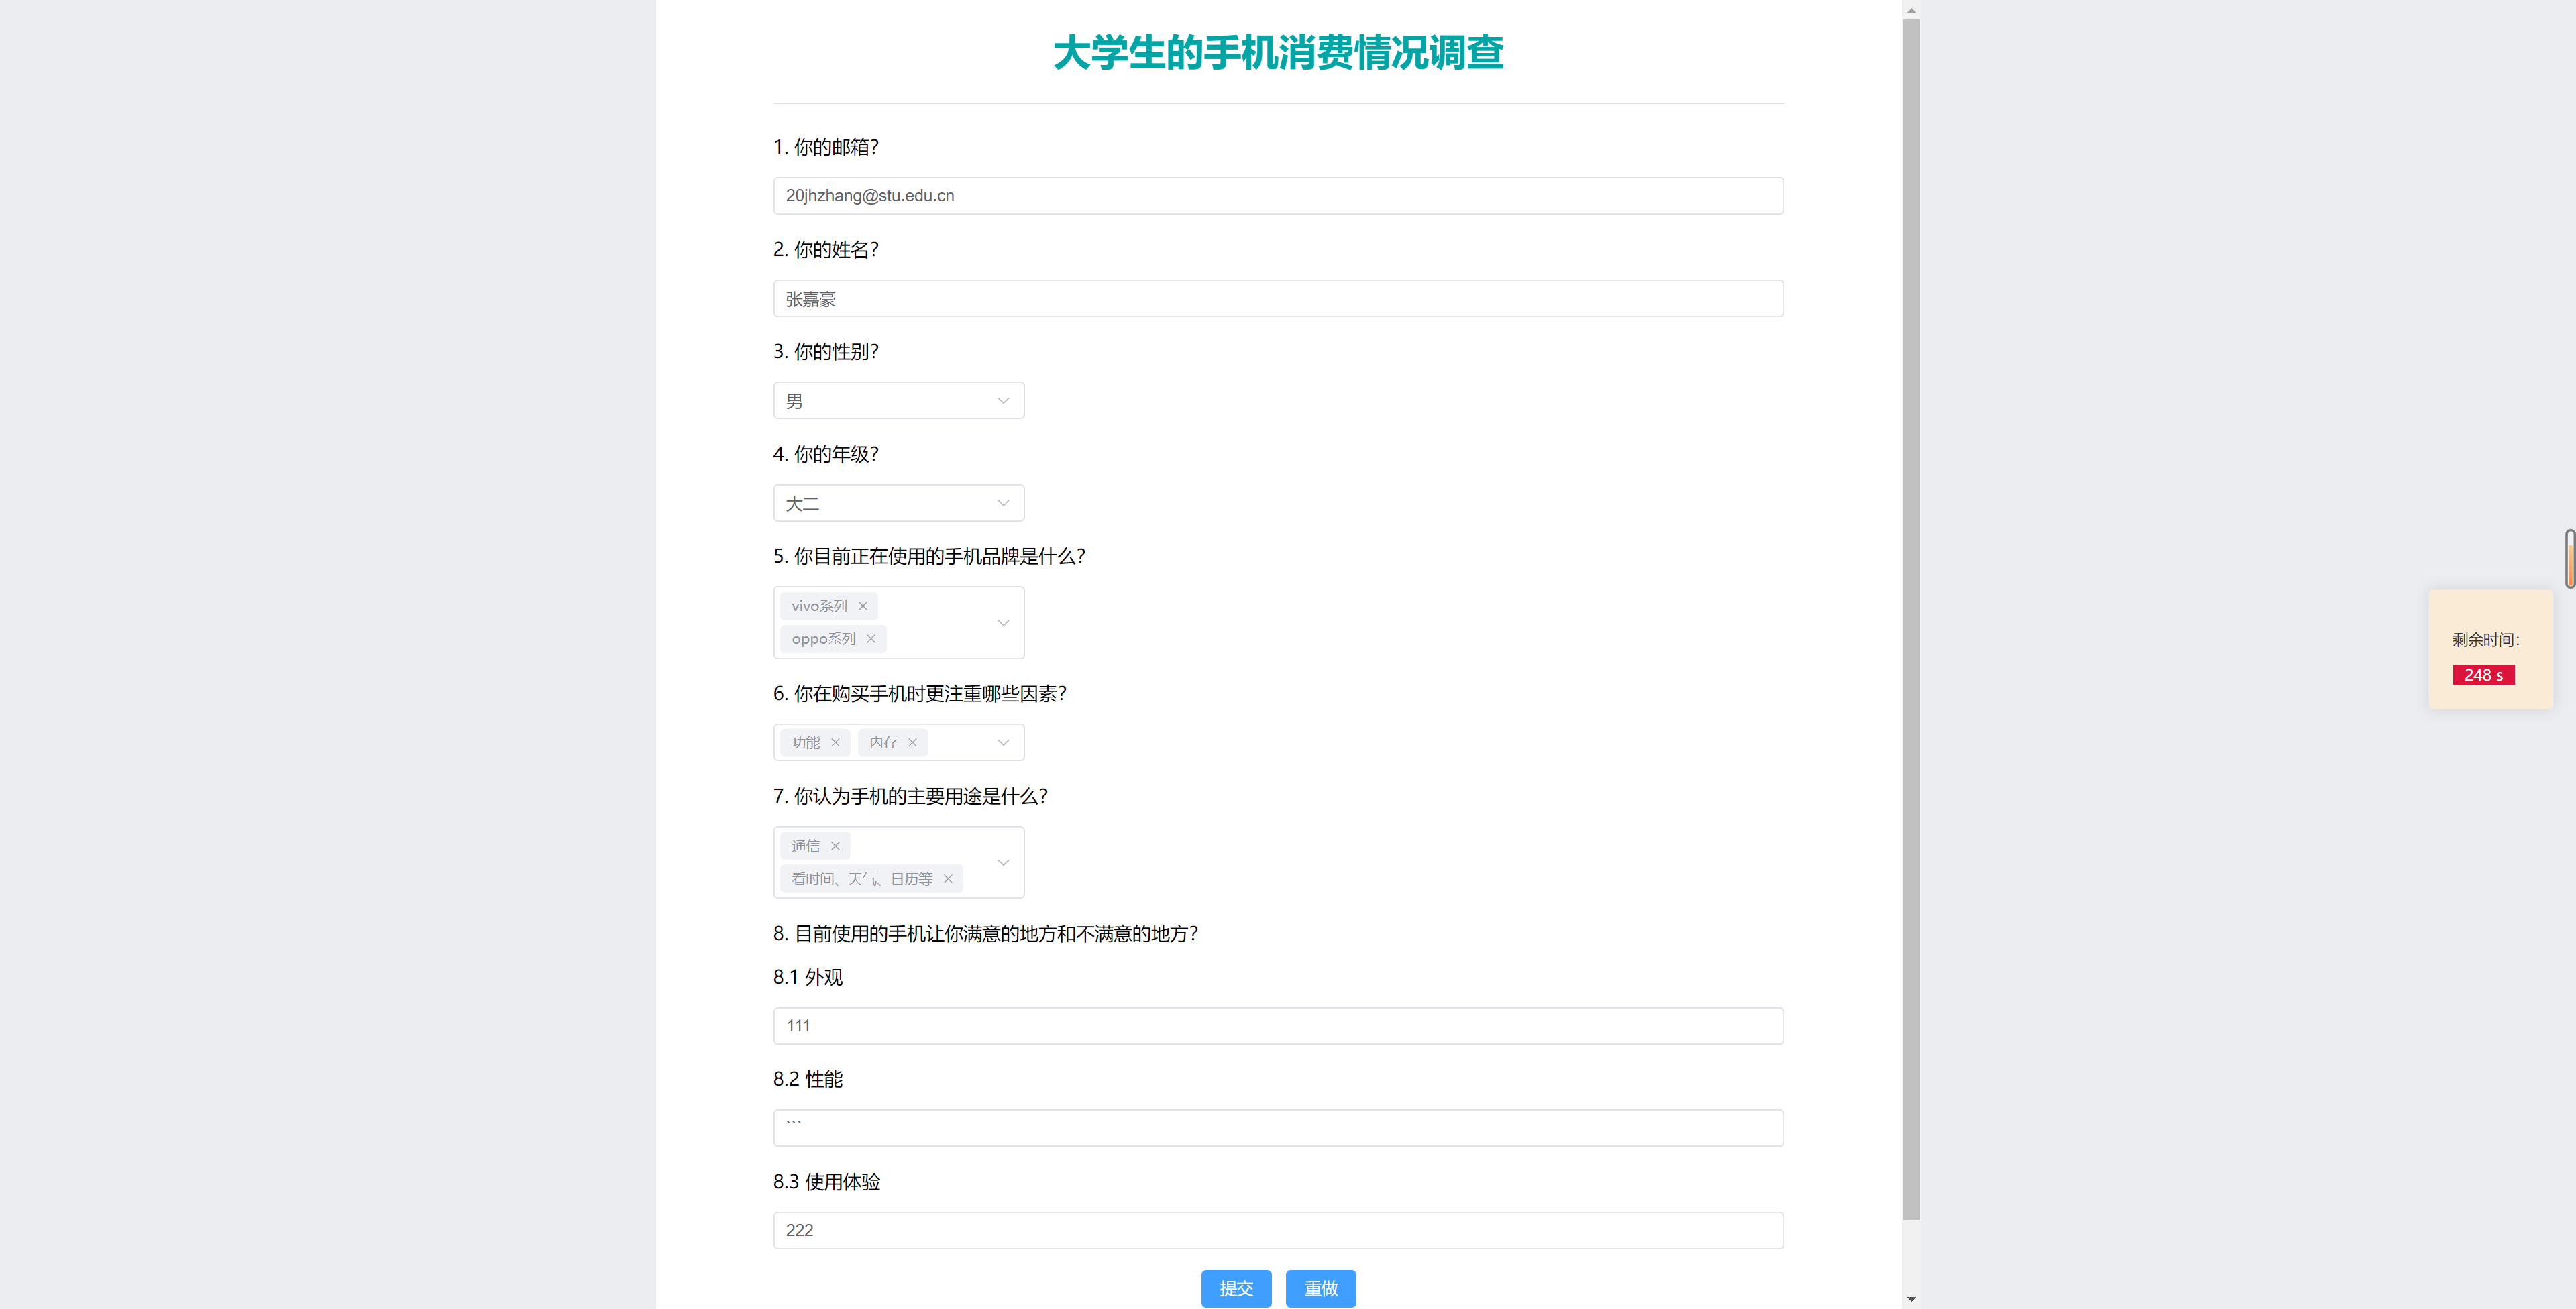 大学生的手机消费情况调查
1. 你的邮箱？
20jhzhang@stu.edu.cn
2. 你的姓名？
张嘉豪
3. 你的性别？
男
4. 你的年级？
大二
5. 你目前正在使用的手机品牌是什么？
vivo系列
oppo系列
6. 你在购买手机时更注重哪些因素？
功能 内存
7. 你认为手机的主要用途是什么？
通信
看时间、天气、日历等
8. 目前使用的手机让你满意的地方和不满意的地方？
8.1 外观
111
8.2 性能
```
8.3 使用体验
222
提交 重做
剩余时间：
248 s